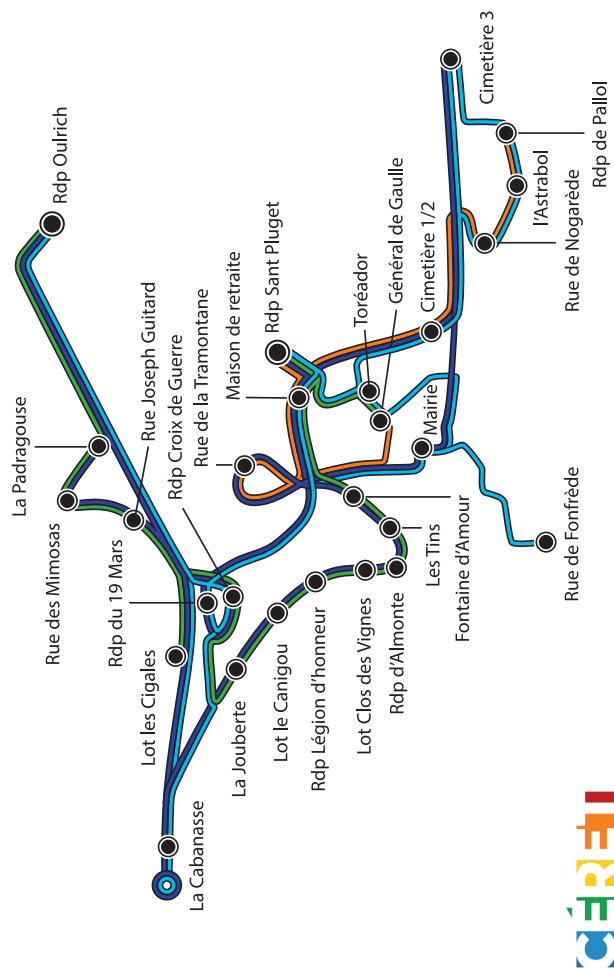 La Padragouse
Rue des Mimosas
Rdp Oulrich
Rdp du 19 Mars
Lot les Cigales
Rue Joseph Guitard
Rdp Croix de Guerre
La Cabanasse
Rue de la Tramontane
Maison de retraite
La Jouberte
Rdp Sant Pluget
Lot le Canigou
Rdp Légion d'honneur
Toréador
Lot Clos des Vignes
Général de Gaulle
Rdp d'Almonte
Mairie
Cimetière 1/2
Les Tins
Fontaine d'Amour
Cimetière 3
l'Astrabol
Rue de Fonfrède
Rue de Nogarède
Rdp de Pallol
CÉRET